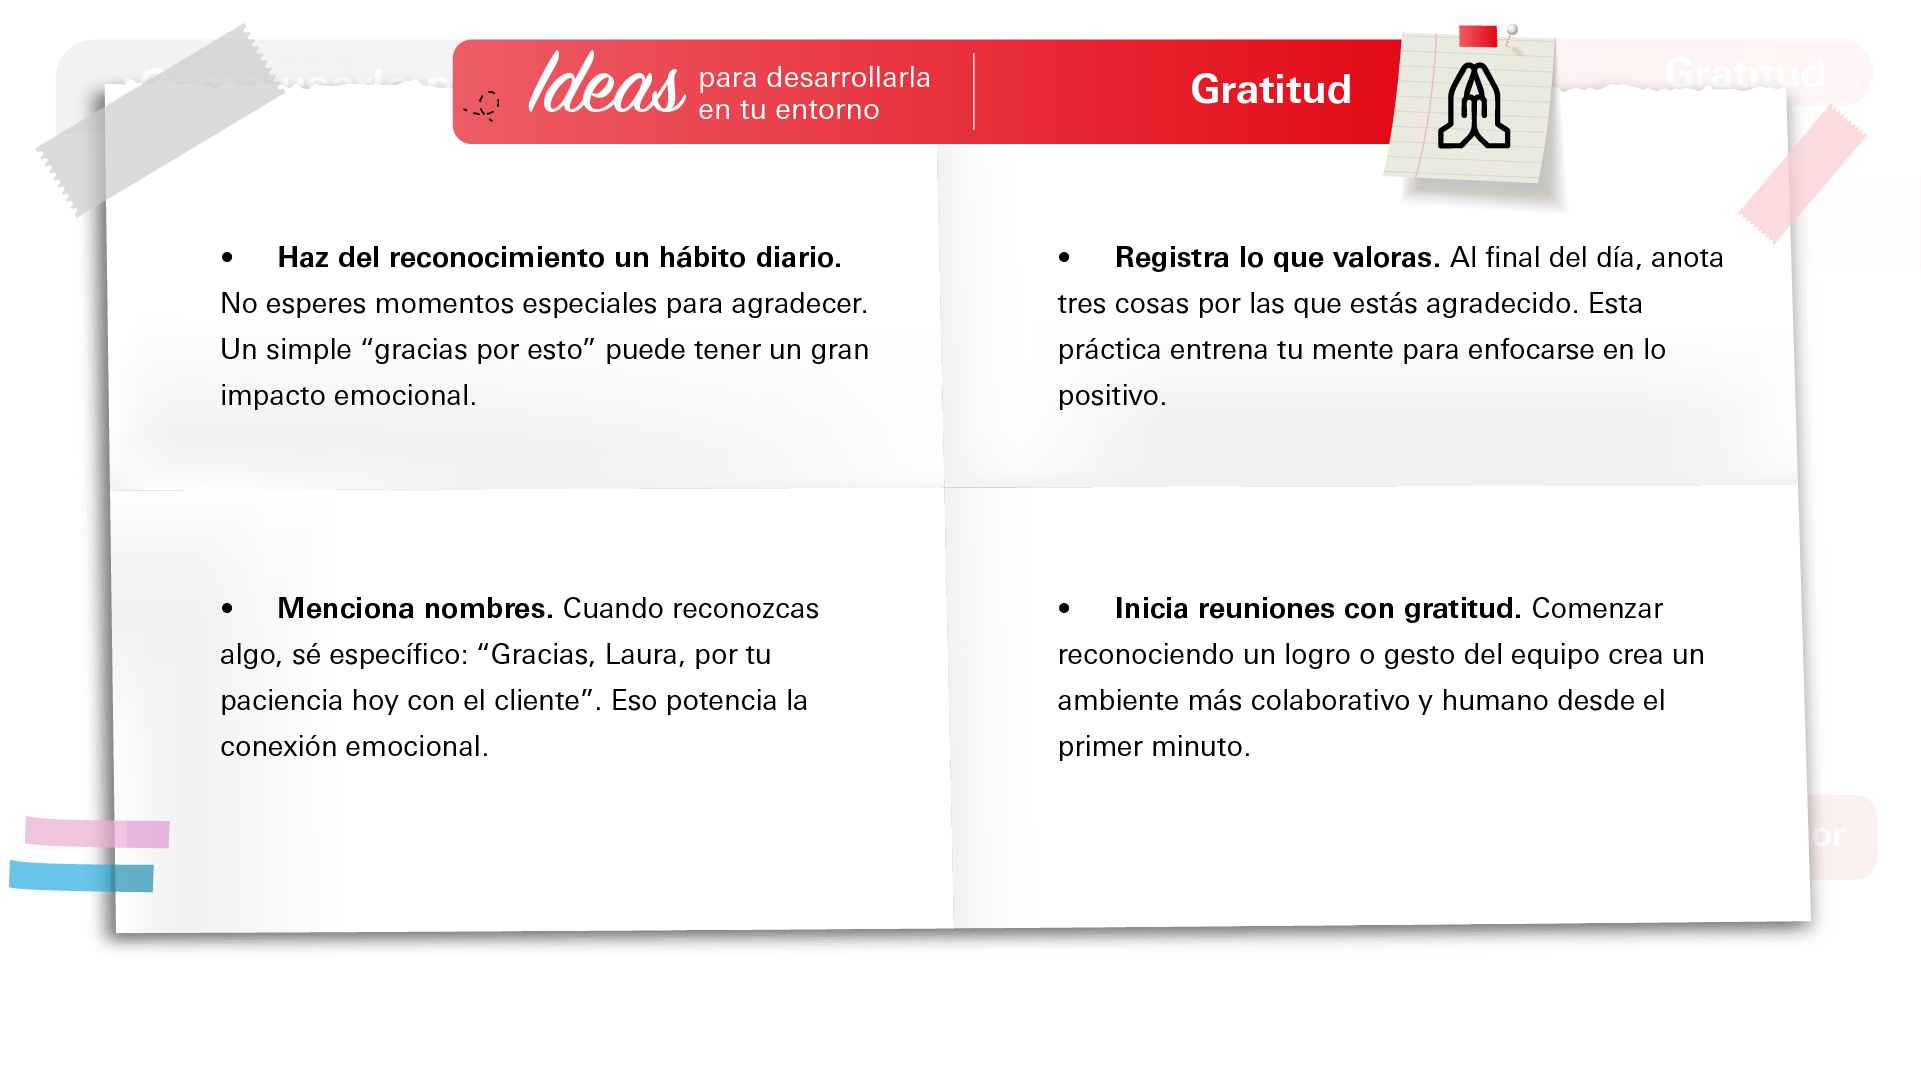 Ideas para desarrollarla
en tu entorno
Gratitud
Gratitud
• Haz del reconocimiento un hábito diario.
No esperes momentos especiales para agradecer.
Un simple “gracias por esto” puede tener un gran
impacto emocional.
• Registra lo que valoras. Al final del día, anota
tres cosas por las que estás agradecido. Esta
práctica entrena tu mente para enfocarse en lo
positivo.
• Menciona nombres. Cuando reconozcas
algo, sé específico: “Gracias, Laura, por tu
paciencia hoy con el cliente”. Eso potencia la
conexión emocional.
• Inicia reuniones con gratitud. Comenzar
reconociendo un logro o gesto del equipo crea un
ambiente más colaborativo y humano desde el
primer minuto.